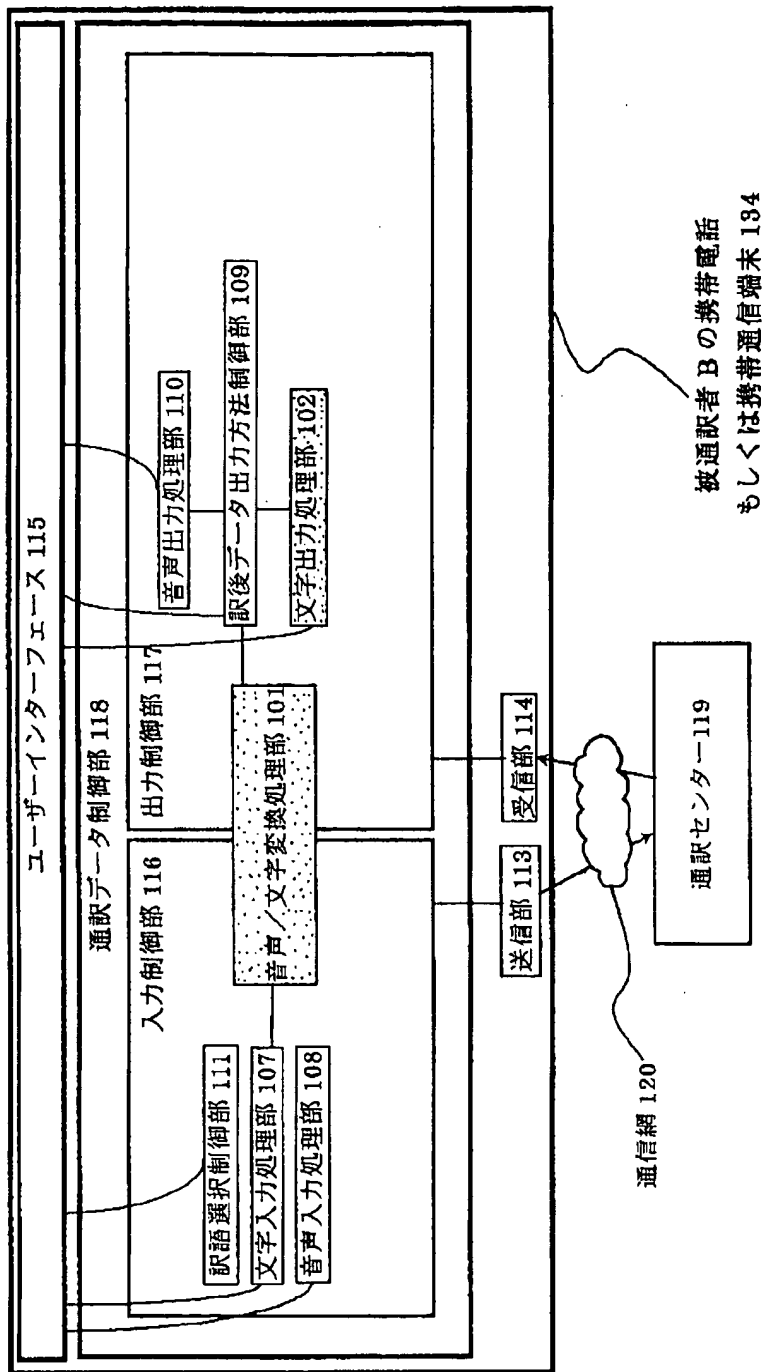 ユーザーインターフェース 115
通訳データ制御部 118
入力制御部 116
出力制御部 117
訳語選択制御部 111
文字入力処理部 107
音声入力処理部 108
音声／文字変換処理部 101
音声出力処理部 110
訳後データ出力方法制御部 109
文字出力処理部 102
送信部 113
受信部 114
通信網 120
通訳センター119
被通訳者 B の携帯電話
もしくは携帯通信端末 134